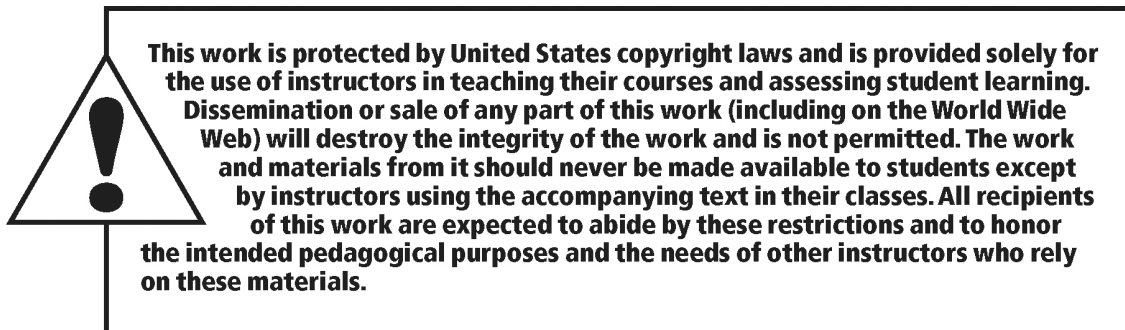 This work is protected by United States copyright laws and is provided solely for
the use of instructors in teaching their courses and assessing student learning.
Dissemination or sale of any part of this work (including on the World Wide
Web) will destroy the integrity of the work and is not permitted. The work
and materials from it should never be made available to students except
by instructors using the accompanying text in their classes. All recipients
of this work are expected to abide by these restrictions and to honor
the intended pedagogical purposes and the needs of other instructors who rely
on these materials.